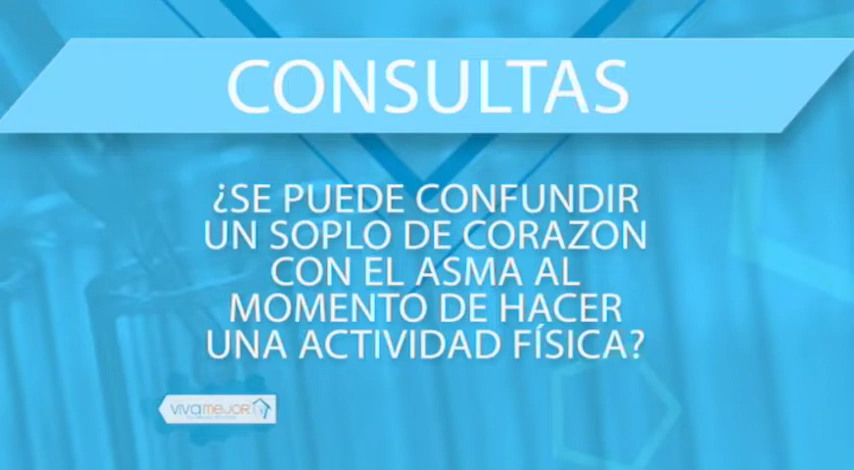 CONSULTAS
¿SE PUEDE CONFUNDIR
UN SOPLO DE CORAZON
CON EL ASMA AL
MOMENTO DE HACER
UNA ACTIVIDAD FÍSICA?
vivamejor